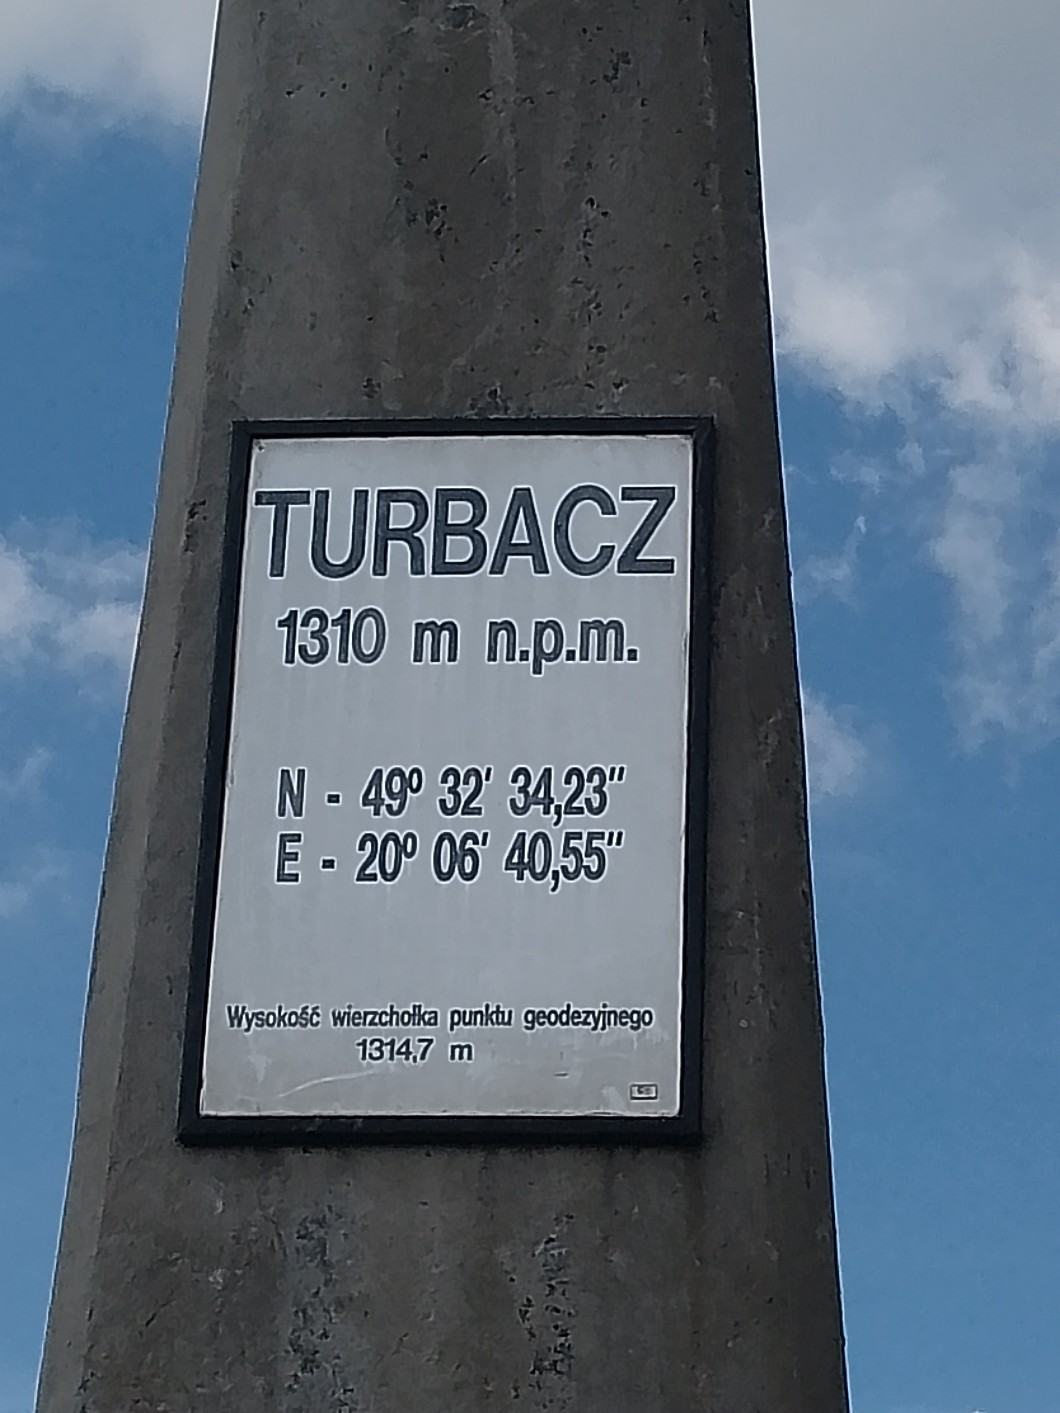 TURBACZ
1310 m n.p.m.
N - 49º 32' 34,23"
E - 20º 06' 40,55"
Wysokość wierzchołka punktu geodezyjnego
1314,7 m